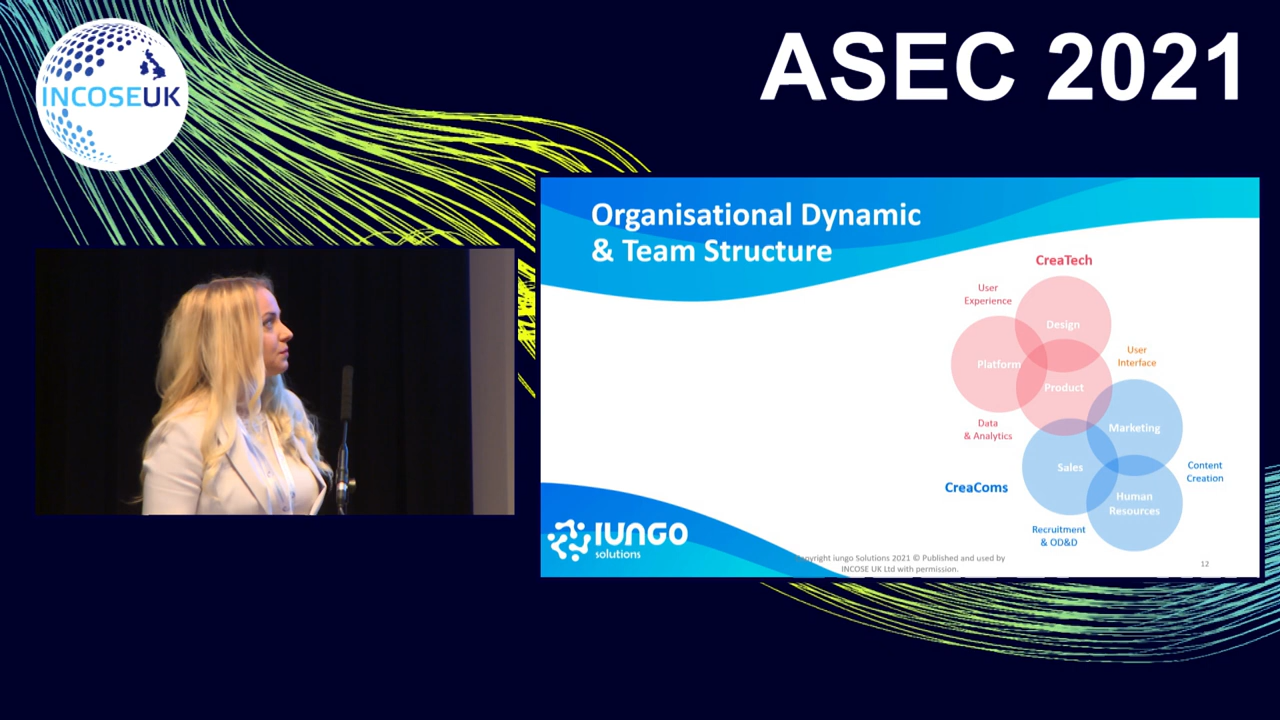 INCOSEUK
ASEC 2021
Organisational Dynamic
& Team Structure
CreaTech
User
Experience
Design
Platform
User
Interface
Product
Data
& Analytics
Marketing
Sales
Content
Creation
CreaComs
Human
Resources
Recruitment
& OD&D
IUNGO
solutions
iungo Solutions 2021 © Published and used by
INCOSE UK Ltd with permission.
12